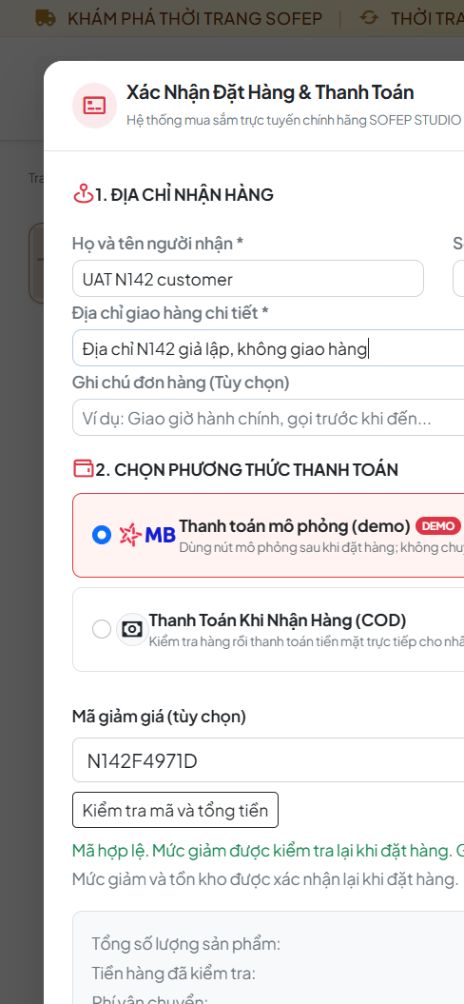 KHÁM PHÁ THỜI TRANG SOFEP | THỜI TRA
Xác Nhận Đặt Hàng & Thanh Toán
Hệ thống mua sắm trực tuyến chính hãng SOFEP STUDIO
Tra
1. ĐỊA CHỈ NHẬN HÀNG
Họ và tên người nhận * S
UAT N142 customer
Địa chỉ giao hàng chi tiết *
Địa chỉ N142 giả lập, không giao hàng
Ghi chú đơn hàng (Tùy chọn)
Ví dụ: Giao giờ hành chính, gọi trước khi đến...
2. CHỌN PHƯƠNG THỨC THANH TOÁN
MB Thanh toán mô phỏng (demo) DEMO
Dùng nút mô phỏng sau khi đặt hàng; không chu
Thanh Toán Khi Nhận Hàng (COD)
Kiểm tra hàng rồi thanh toán tiền mặt trực tiếp cho nhâ
Mã giảm giá (tùy chọn)
N142F4971D
Kiểm tra mã và tổng tiền
Mã hợp lệ. Mức giảm được kiểm tra lại khi đặt hàng. G
Mức giảm và tồn kho được xác nhận lại khi đặt hàng.
Tổng số lượng sản phẩm:
Tiền hàng đã kiểm tra:
Phí vận chuyển: